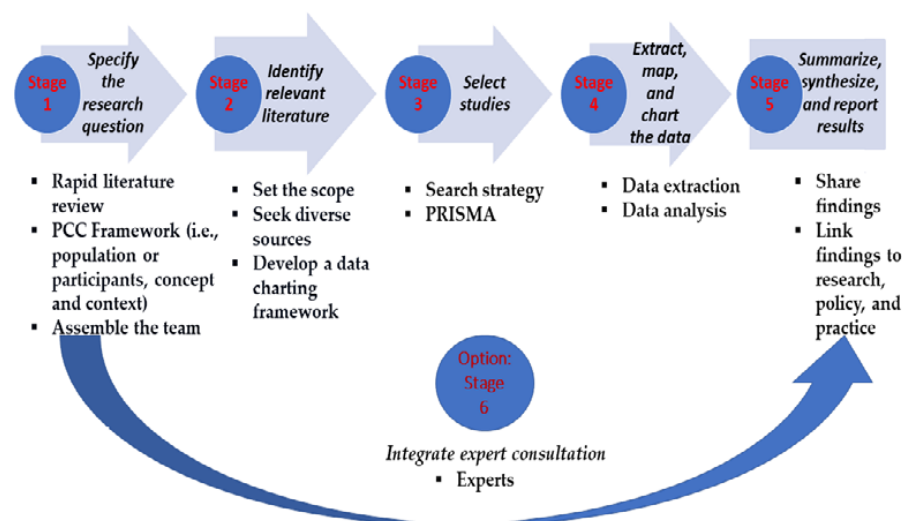 Stage
1
Specify
the
research
question
Stage
2
Identify
relevant
literature
Stage
3
Select
studies
Stage
4
Extract,
map,
and
chart
the data
Stage
5
Summarize,
synthesize,
and report
results
▪ Rapid literature
review
▪ PCC Framework (i.e.,
population or
participants, concept
and context)
▪ Assemble the team
▪ Set the scope
▪ Seek diverse
sources
▪ Develop a data
charting
framework
▪ Search strategy
▪ PRISMA
▪ Data extraction
▪ Data analysis
▪ Share
findings
▪ Link
findings to
research,
policy, and
practice
Option:
Stage
6
Integrate expert consultation
▪ Experts